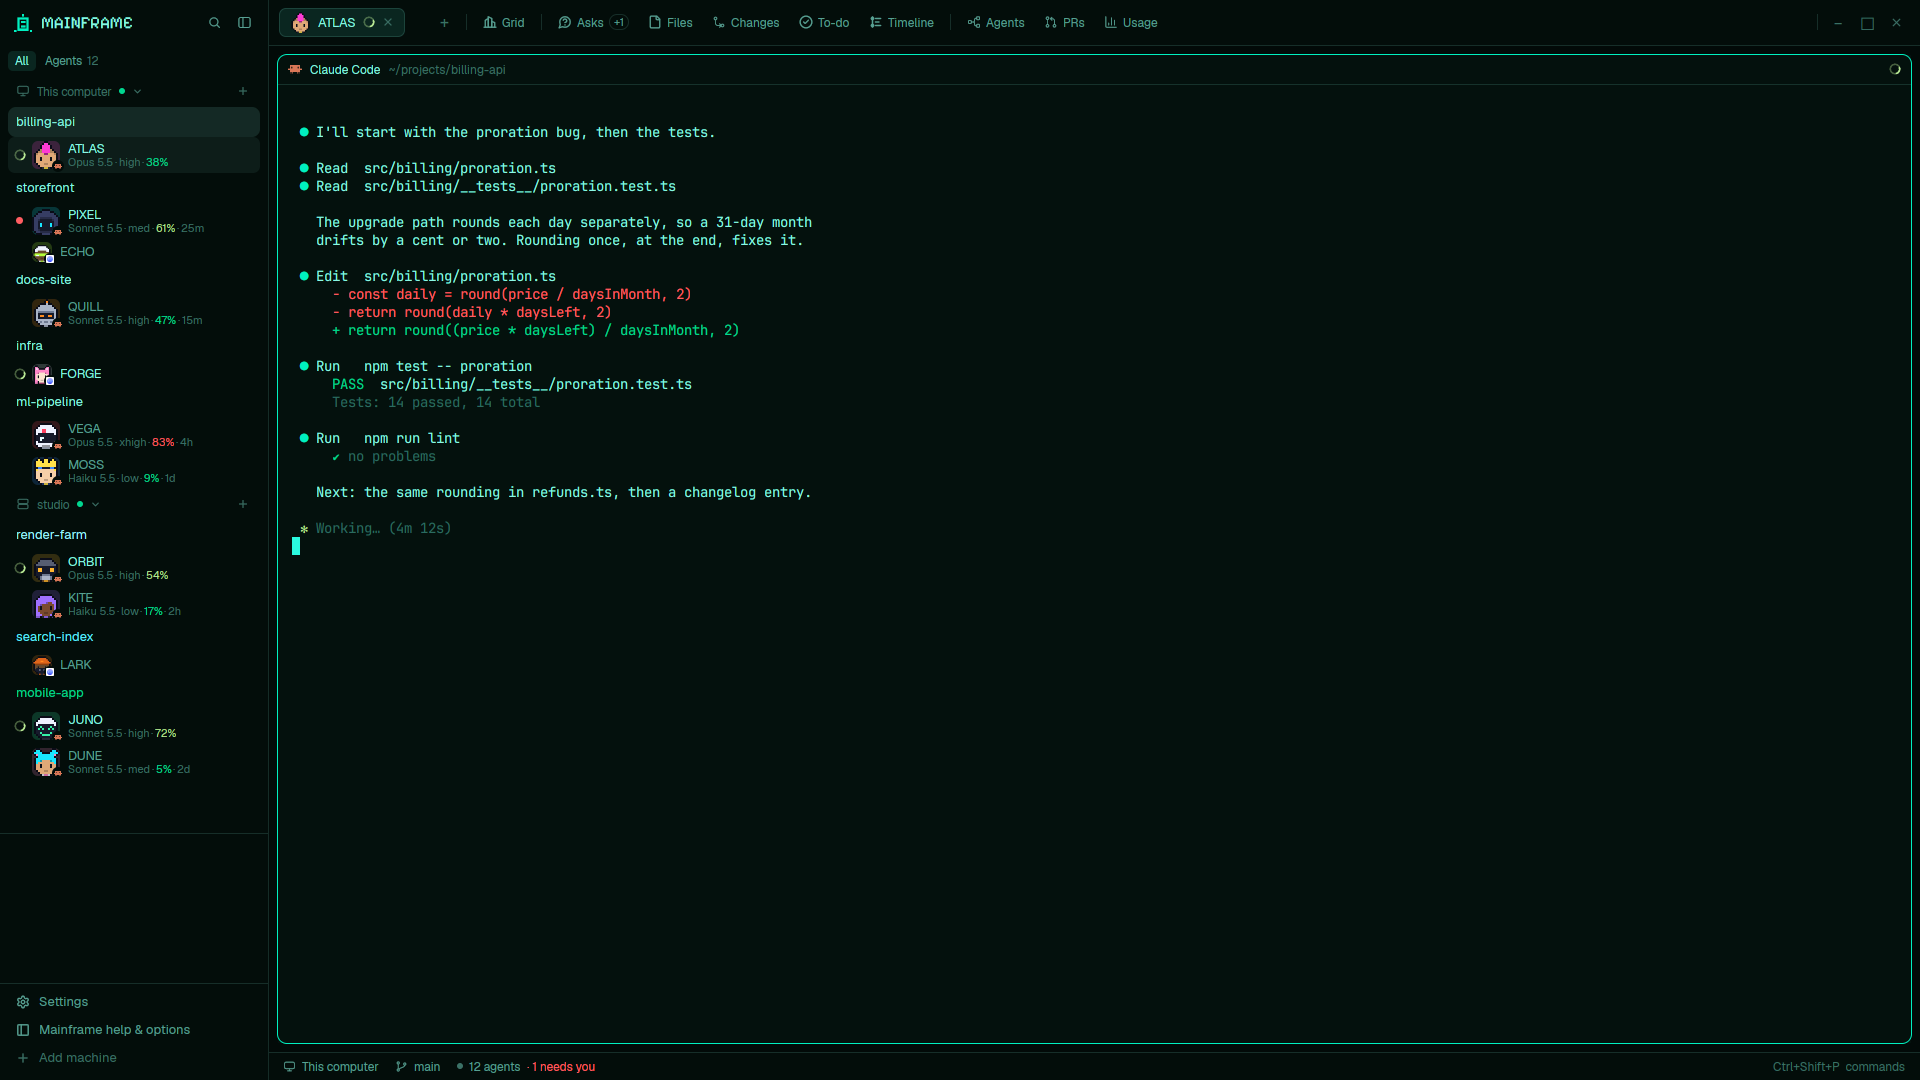 MAINFRAME
All
Agents 12
This computer
billing-api
ATLAS
Opus 5.5 · high · 38%
storefront
PIXEL
Sonnet 5.5 · med · 61% · 25m
ECHO
docs-site
QUILL
Sonnet 5.5 · high · 47% · 15m
infra
FORGE
ml-pipeline
VEGA
Opus 5.5 · xhigh · 83% · 4h
MOSS
Haiku 5.5 · low · 9% · 1d
studio
render-farm
ORBIT
Opus 5.5 · high · 54%
KITE
Haiku 5.5 · low · 17% · 2h
search-index
LARK
mobile-app
JUNO
Sonnet 5.5 · high · 72%
DUNE
Sonnet 5.5 · med · 5% · 2d
Settings
Mainframe help & options
+ Add machine
ATLAS
Grid
Asks +1
Files
Changes
To-do
Timeline
Agents
PRs
Usage
Claude Code ~/projects/billing-api
● I'll start with the proration bug, then the tests.
● Read src/billing/proration.ts
● Read src/billing/__tests__/proration.test.ts
The upgrade path rounds each day separately, so a 31-day month
drifts by a cent or two. Rounding once, at the end, fixes it.
● Edit src/billing/proration.ts
- const daily = round(price / daysInMonth, 2)
- return round(daily * daysLeft, 2)
+ return round((price * daysLeft) / daysInMonth, 2)
● Run npm test -- proration
PASS src/billing/__tests__/proration.test.ts
Tests: 14 passed, 14 total
● Run npm run lint
✔ no problems
Next: the same rounding in refunds.ts, then a changelog entry.
✻ Working… (4m 12s)
This computer
main
12 agents · 1 needs you
Ctrl+Shift+P commands